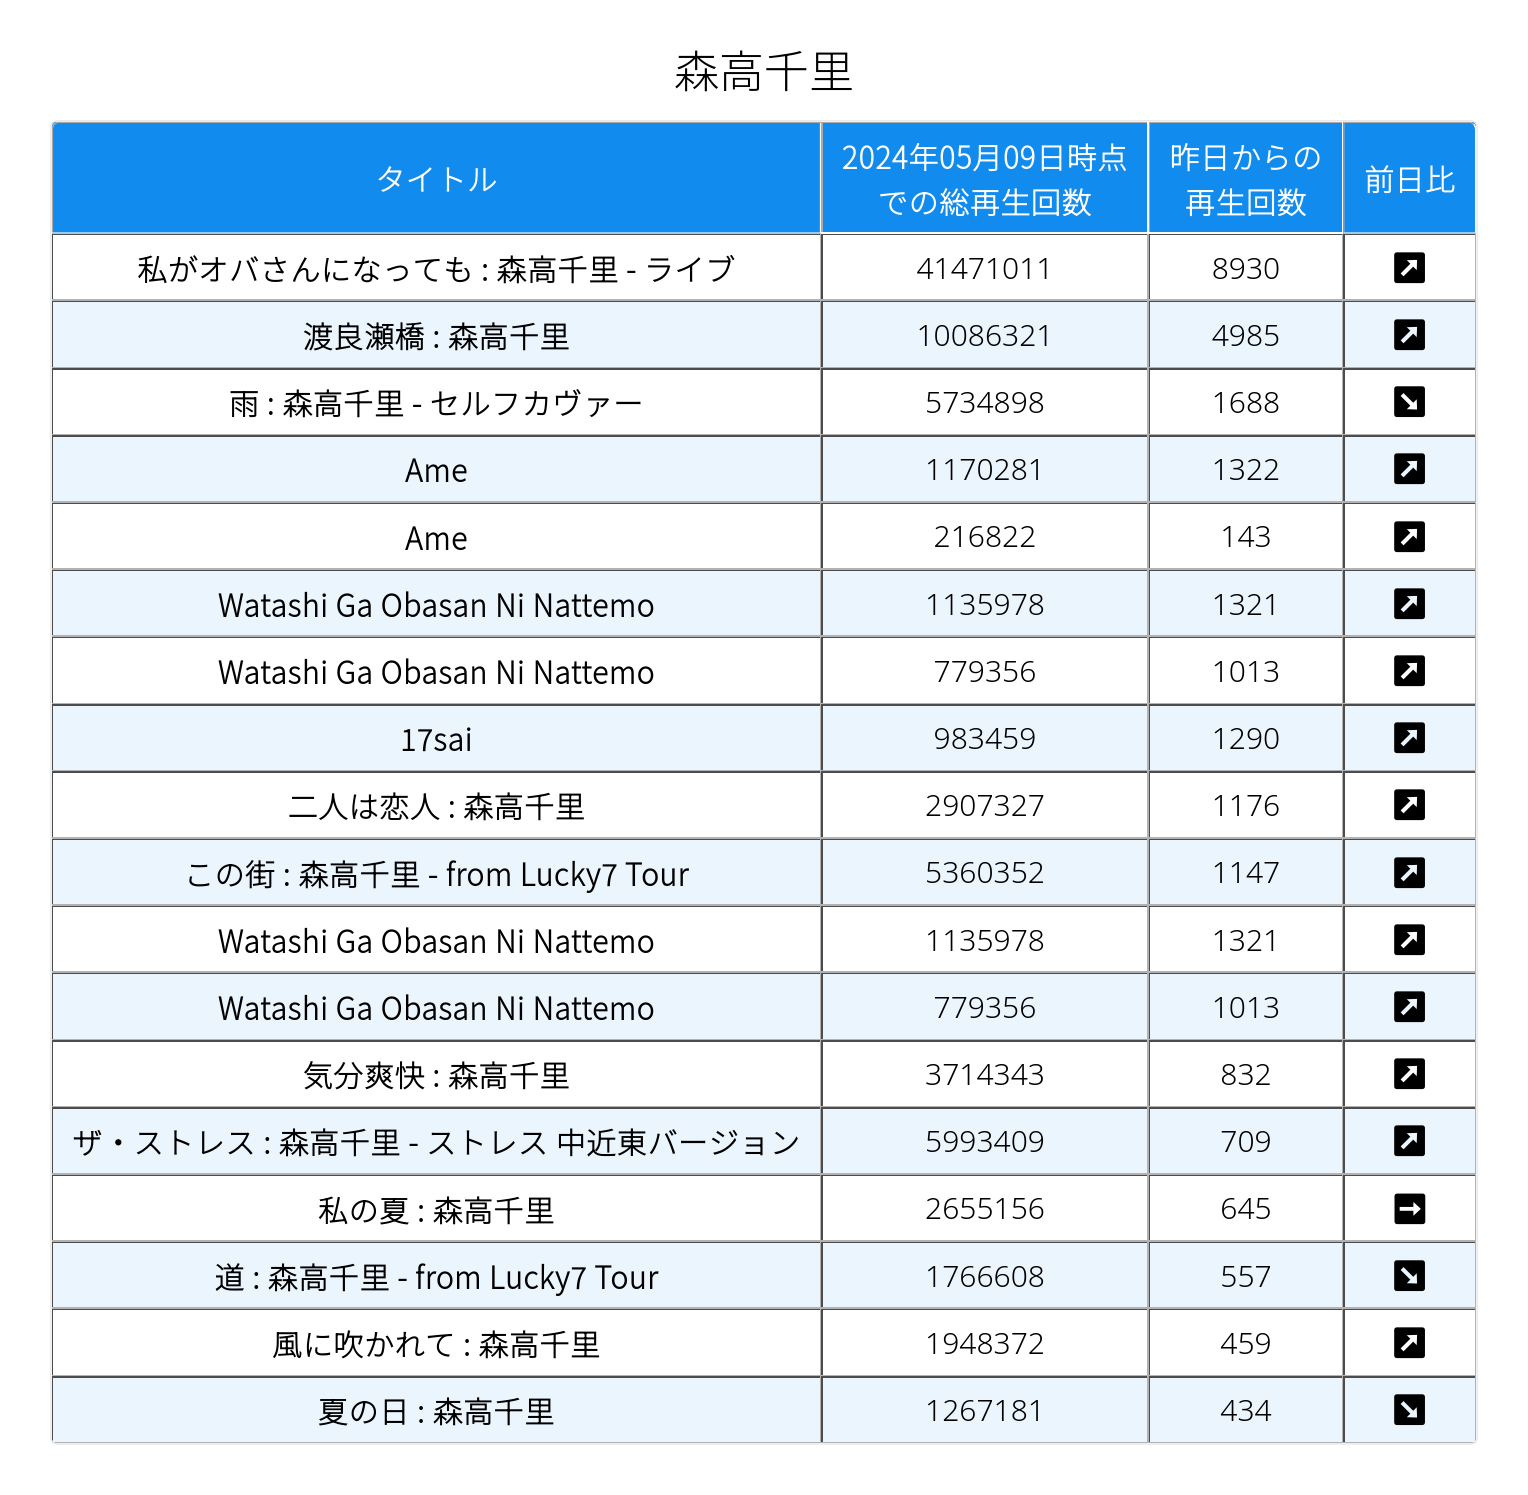 森高千里
タイトル 2024年05月09日時点での総再生回数 昨日からの再生回数 前日比
私がオバさんになっても : 森高千里 - ライブ 41471011 8930 ↗
渡良瀬橋 : 森高千里 10086321 4985 ↗
雨 : 森高千里 - セルフカヴァー 5734898 1688 ↘
Ame 1170281 1322 ↗
Ame 216822 143 ↗
Watashi Ga Obasan Ni Nattemo 1135978 1321 ↗
Watashi Ga Obasan Ni Nattemo 779356 1013 ↗
17sai 983459 1290 ↗
二人は恋人 : 森高千里 2907327 1176 ↗
この街 : 森高千里 - from Lucky7 Tour 5360352 1147 ↗
Watashi Ga Obasan Ni Nattemo 1135978 1321 ↗
Watashi Ga Obasan Ni Nattemo 779356 1013 ↗
気分爽快 : 森高千里 3714343 832 ↗
ザ・ストレス : 森高千里 - ストレス 中近東バージョン 5993409 709 ↗
私の夏 : 森高千里 2655156 645 →
道 : 森高千里 - from Lucky7 Tour 1766608 557 ↘
風に吹かれて : 森高千里 1948372 459 ↗
夏の日 : 森高千里 1267181 434 ↘